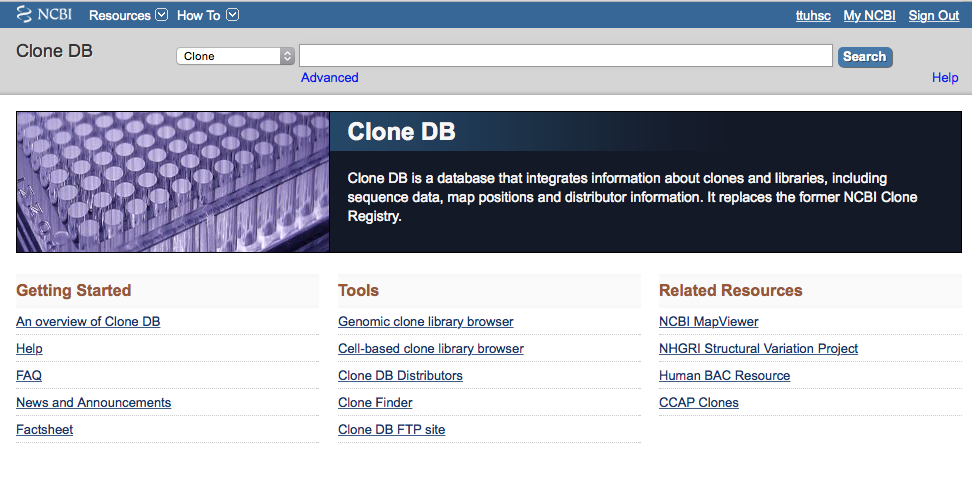 NCBI Resources How To ttuhsc My NCBI Sign Out
Clone DB Clone Search
Advanced Help
Clone DB
Clone DB is a database that integrates information about clones and libraries, including
sequence data, map positions and distributor information. It replaces the former NCBI Clone
Registry.
Getting Started
An overview of Clone DB
Help
FAQ
News and Announcements
Factsheet
Tools
Genomic clone library browser
Cell-based clone library browser
Clone DB Distributors
Clone Finder
Clone DB FTP site
Related Resources
NCBI MapViewer
NHGRI Structural Variation Project
Human BAC Resource
CCAP Clones